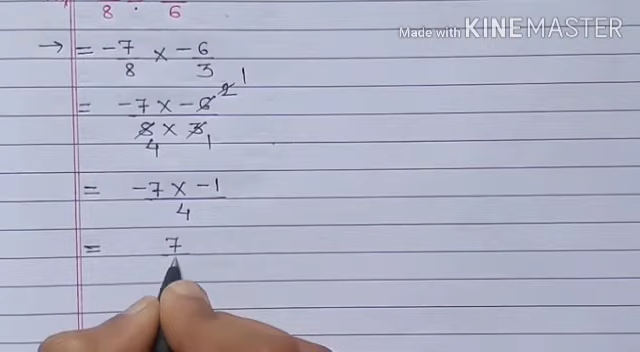 Made with KINEMASTER
8 . 6
→ = -7/8 × -6/3
= -7 × -6 2 1
8 × 3
4 1
= -7 × -1
4
= 7